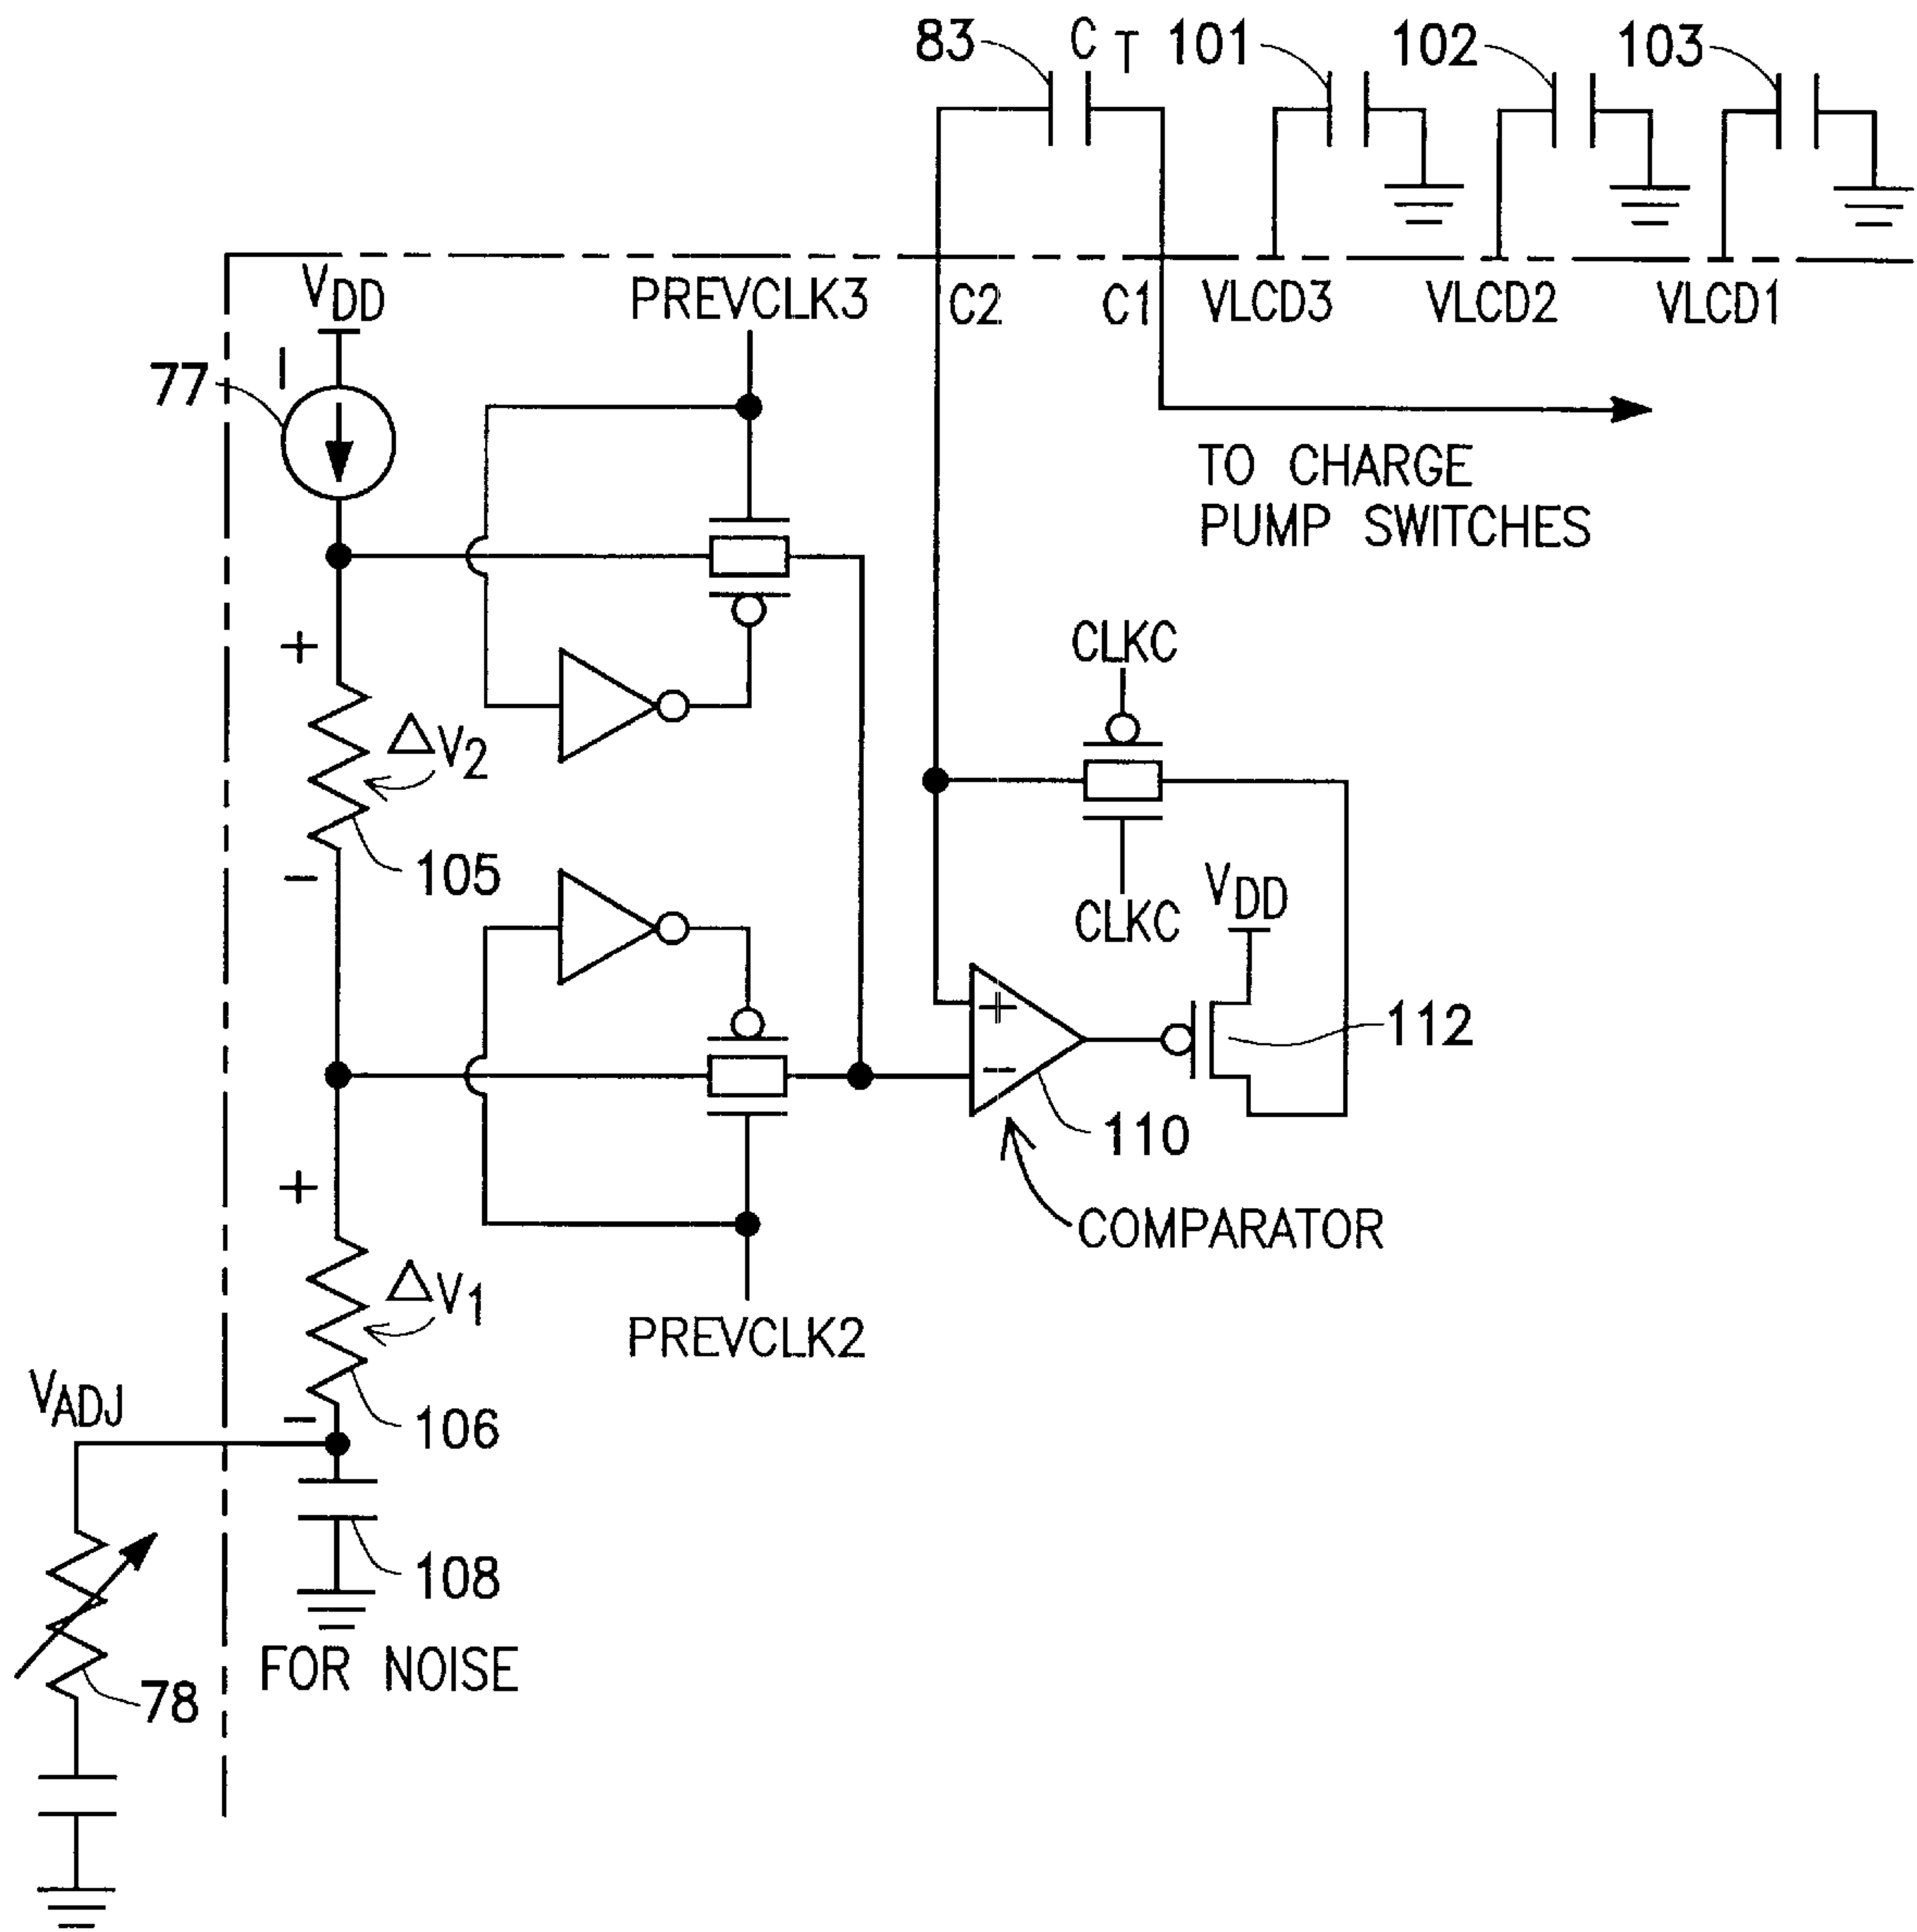 83
CT
101
102
103
VDD
PREVCLK3
C2
C1
VLCD3
VLCD2
VLCD1
I
77
TO CHARGE
PUMP SWITCHES
+
CLKC
ΔV2
−
105
CLKC
VDD
+
112
−
110
+
COMPARATOR
ΔV1
PREVCLK2
VADJ
−
106
108
FOR NOISE
78